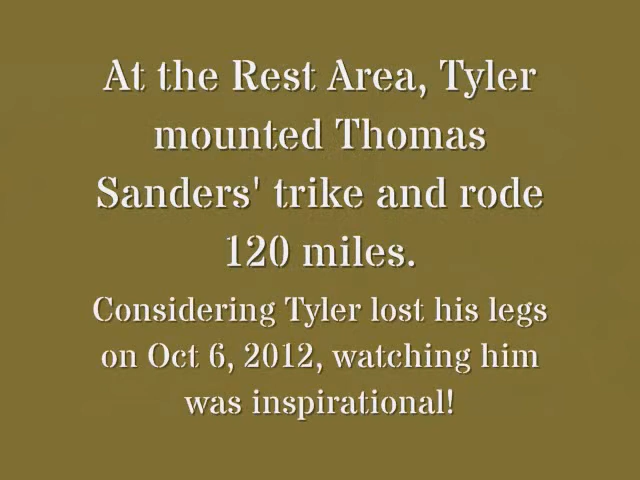 At the Rest Area, Tyler
mounted Thomas
Sanders' trike and rode
120 miles.
Considering Tyler lost his legs
on Oct 6, 2012, watching him
was inspirational!